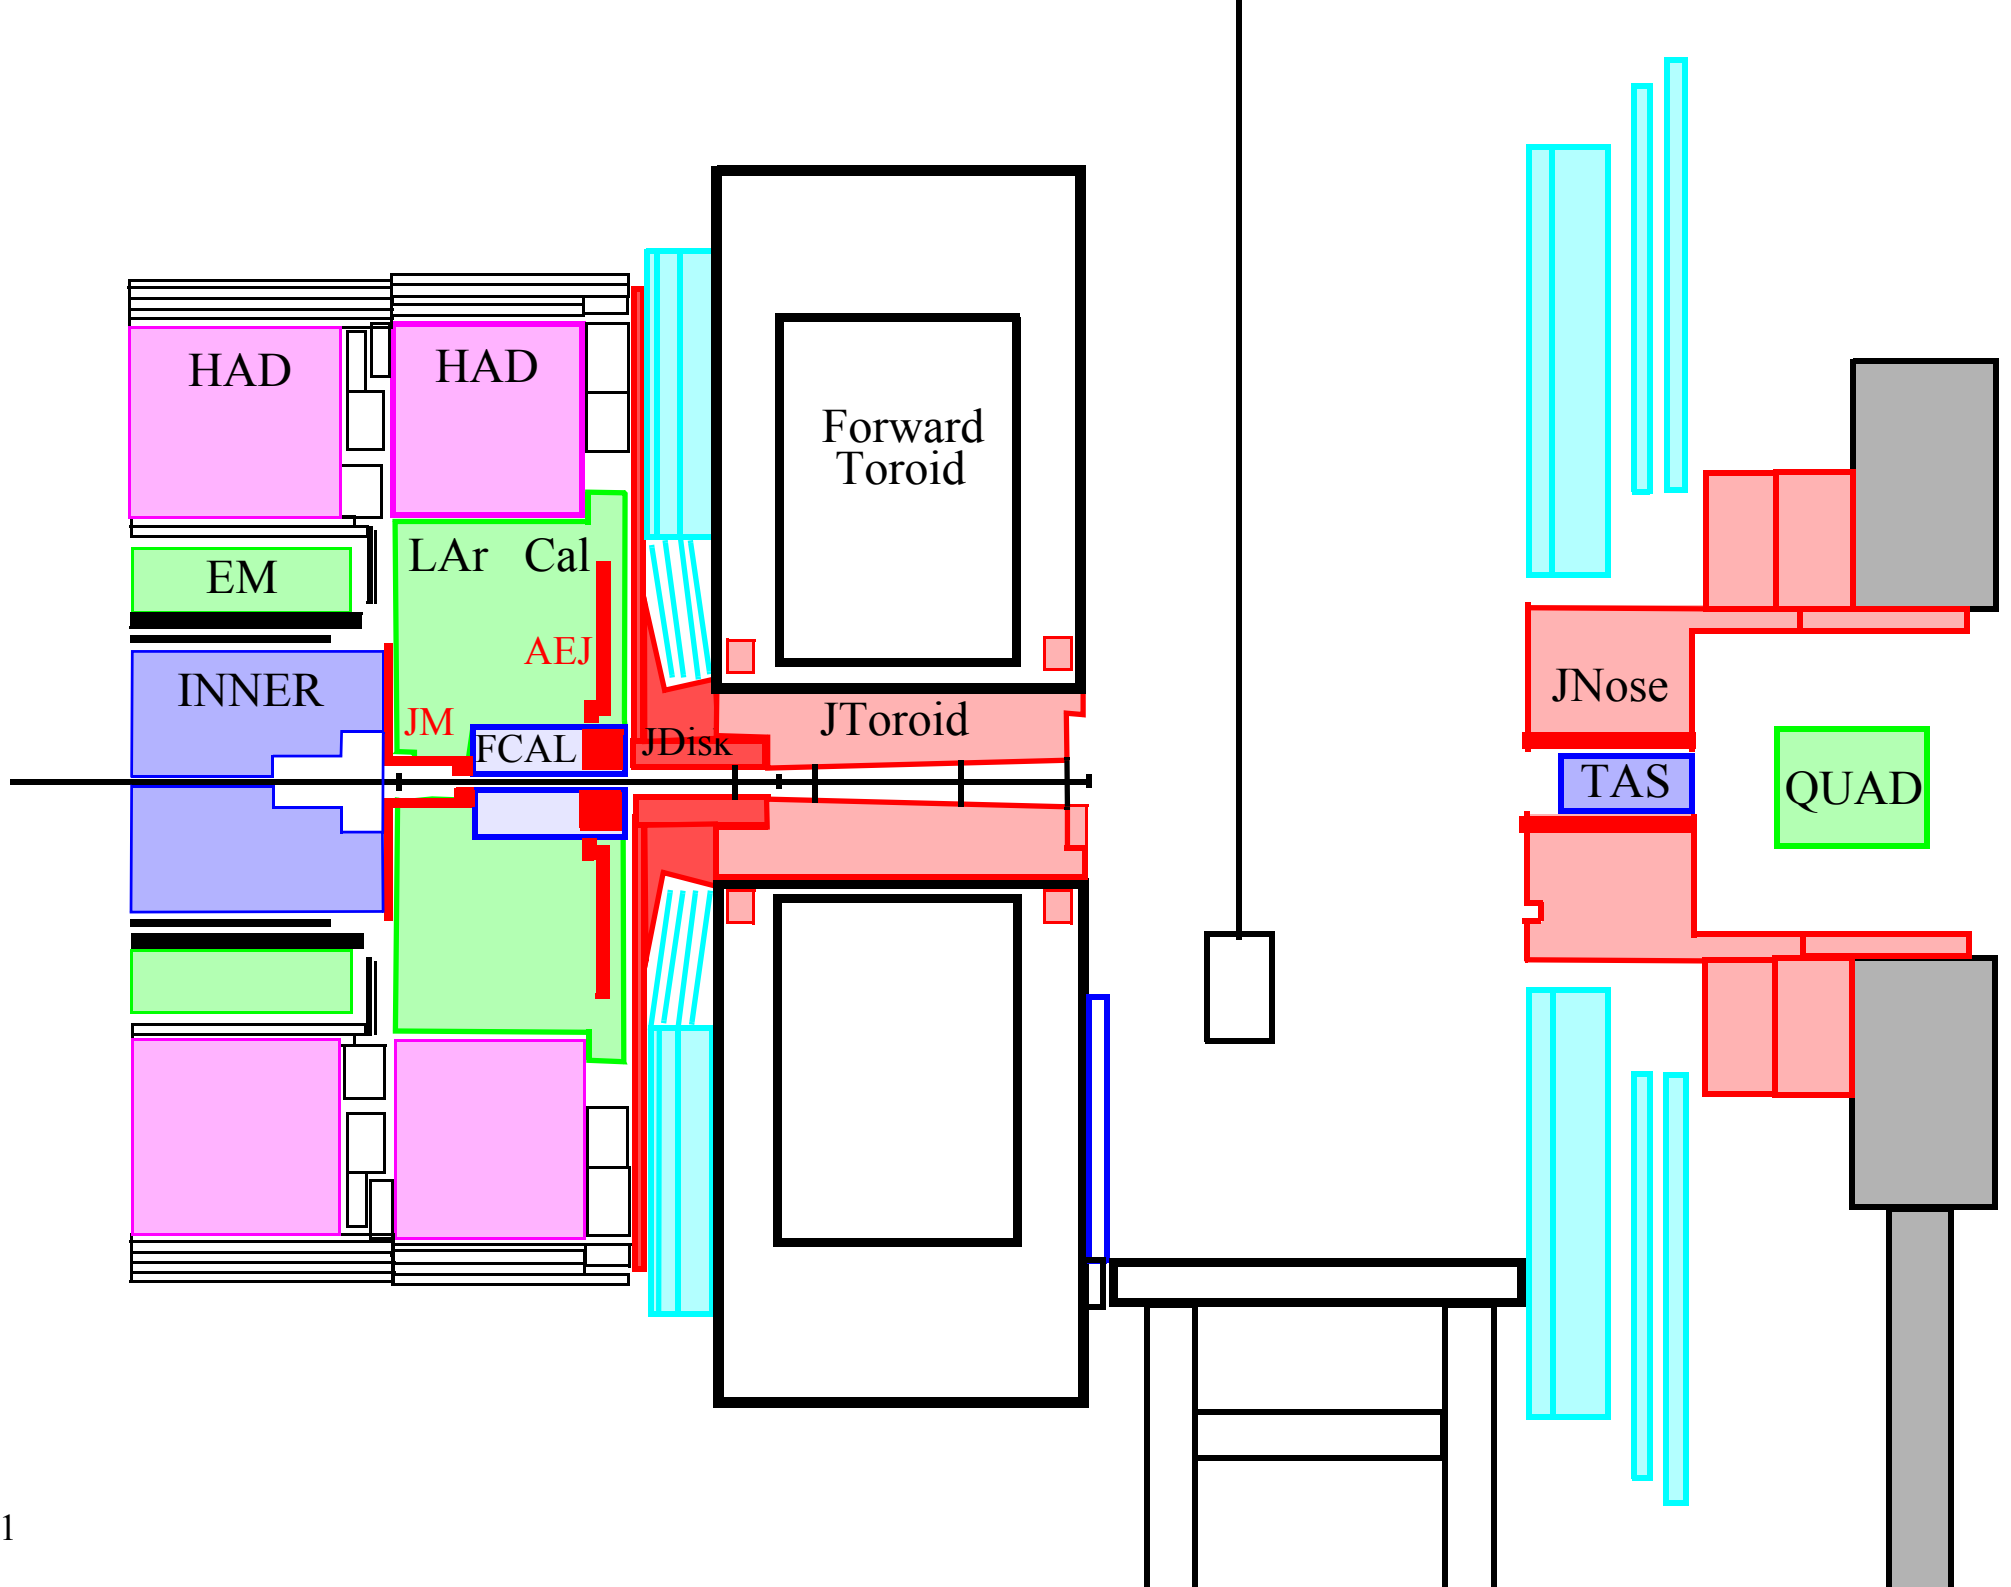 HAD
HAD
Forward
Toroid
LAr Cal
EM
AEJ
INNER
JM
FCAL
JDisk
JToroid
JNose
TAS
QUAD
1